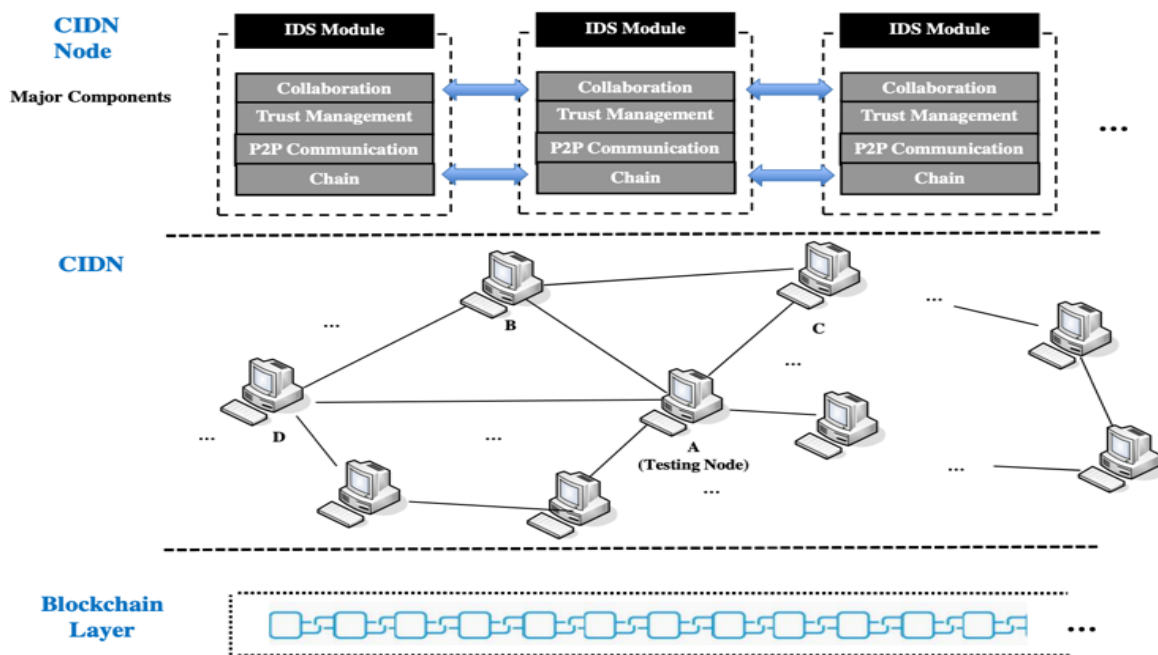 CIDN
Node
Major Components
IDS Module
Collaboration
Trust Management
P2P Communication
Chain
IDS Module
Collaboration
Trust Management
P2P Communication
Chain
IDS Module
Collaboration
Trust Management
P2P Communication
Chain
...
CIDN
B
C
...
...
...
D
...
...
A
(Testing Node)
...
...
Blockchain
Layer
...